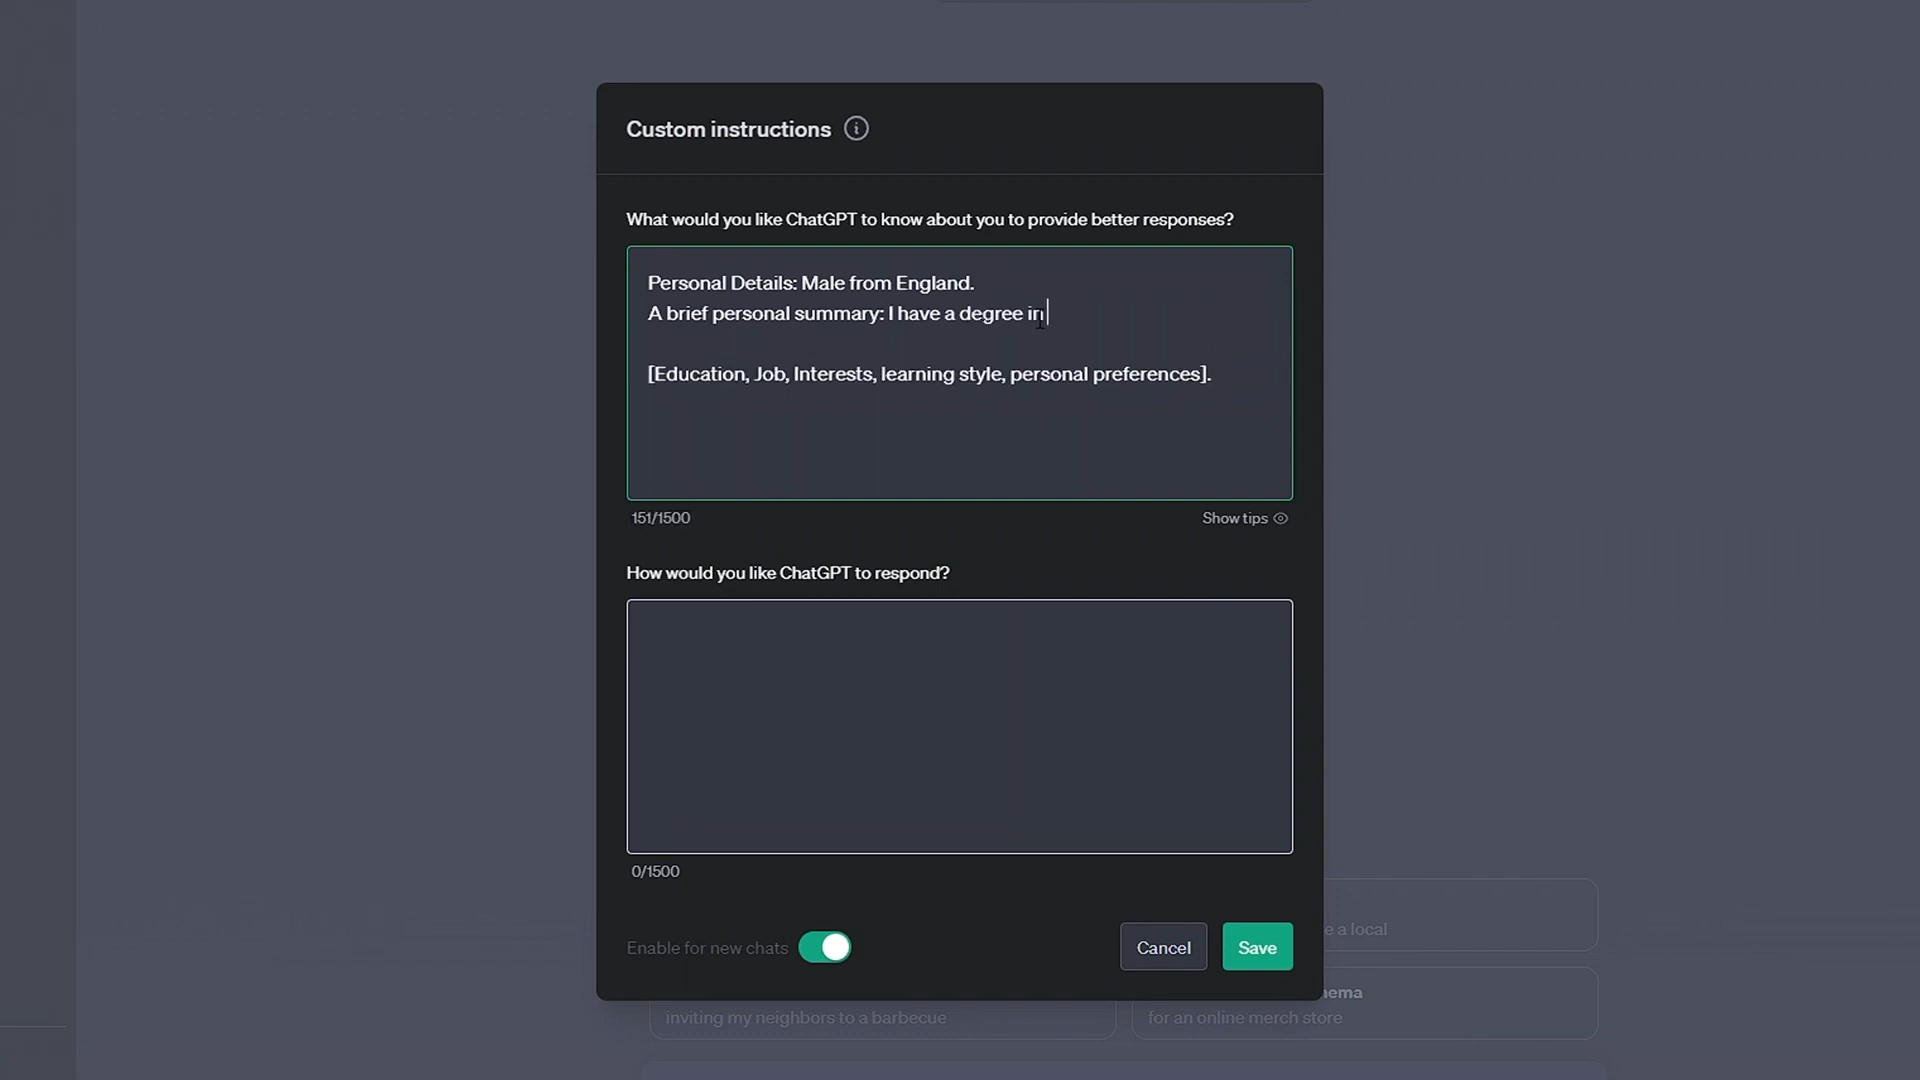 Custom instructions
What would you like ChatGPT to know about you to provide better responses?
Personal Details: Male from England.
A brief personal summary: I have a degree in
[Education, Job, Interests, learning style, personal preferences].
151/1500
Show tips
How would you like ChatGPT to respond?
0/1500
e a local
Enable for new chats
Cancel
Save
nema
inviting my neighbors to a barbecue
for an online merch store